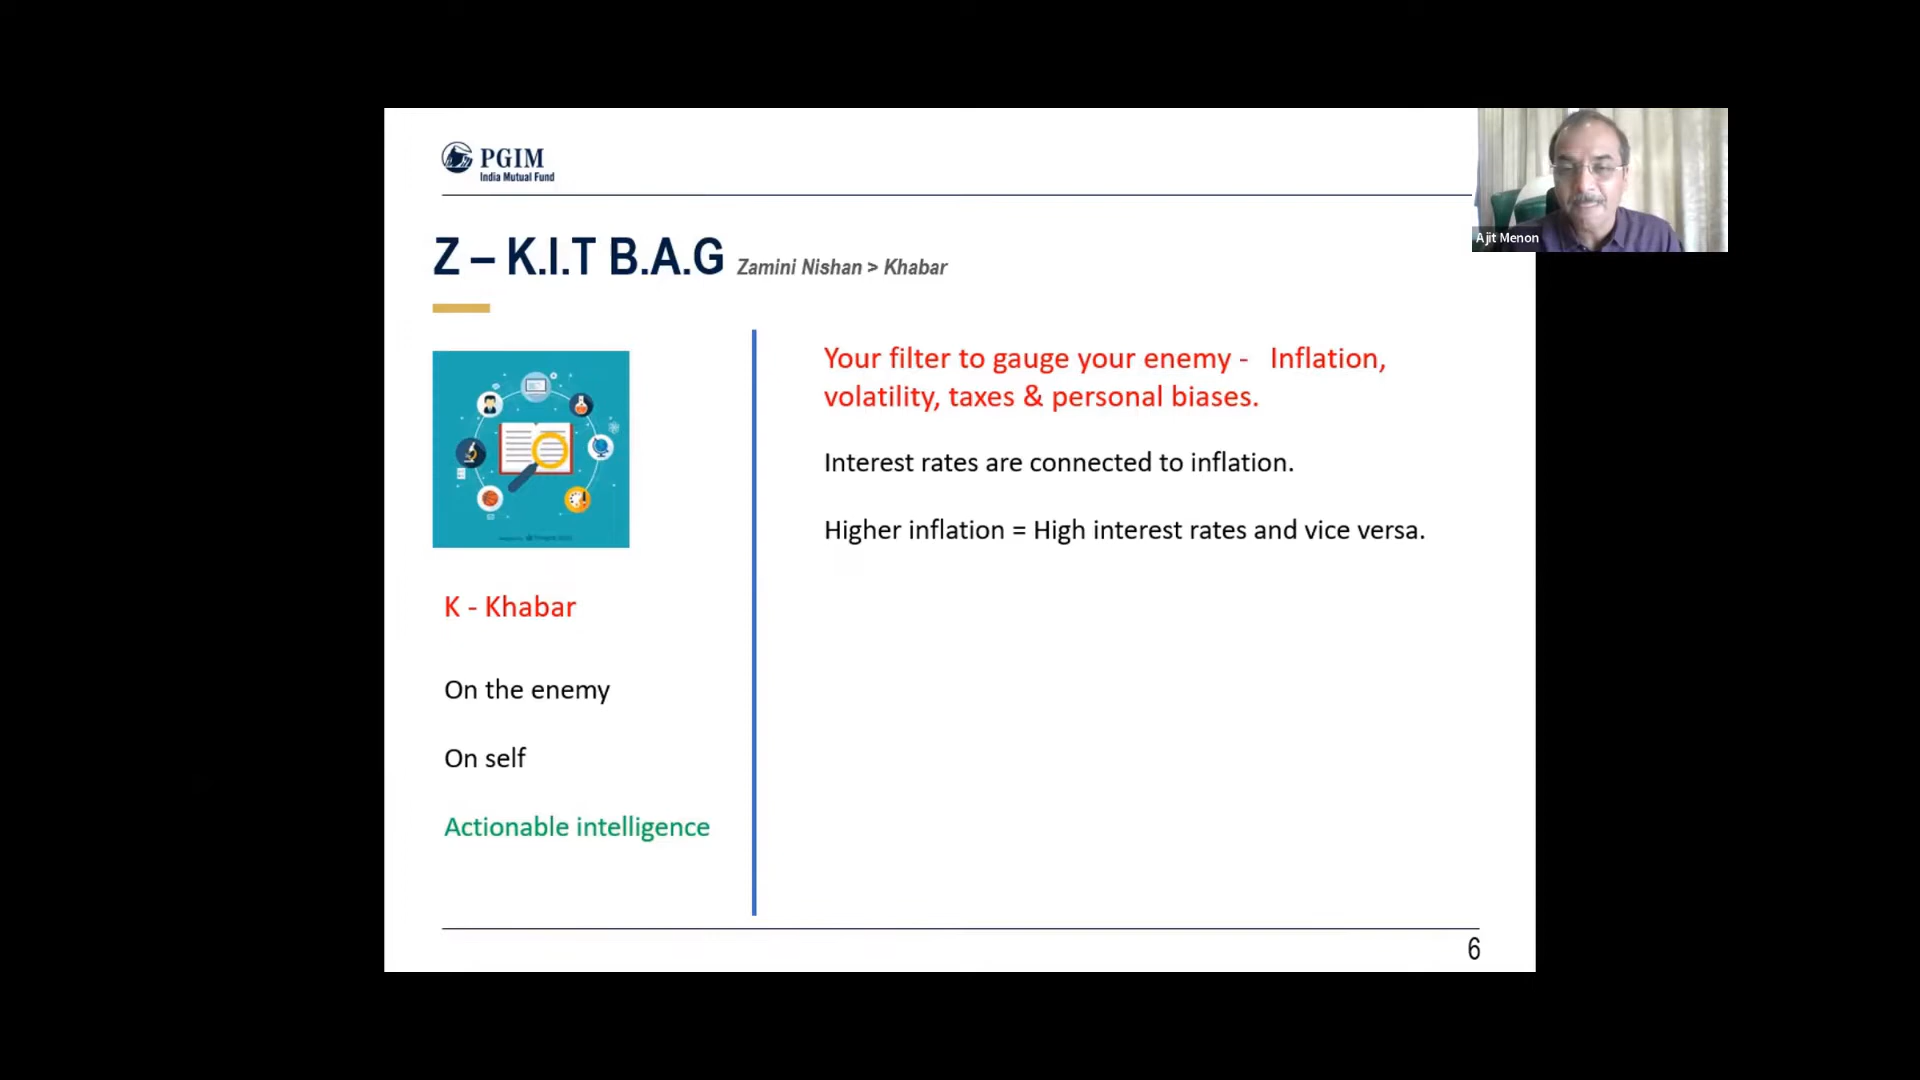 PGIM
India Mutual Fund
Ajit Menon
Z – K.I.T B.A.G Zamini Nishan > Khabar
Your filter to gauge your enemy - Inflation,
volatility, taxes & personal biases.
Interest rates are connected to inflation.
Higher inflation = High interest rates and vice versa.
K - Khabar
On the enemy
On self
Actionable intelligence
6